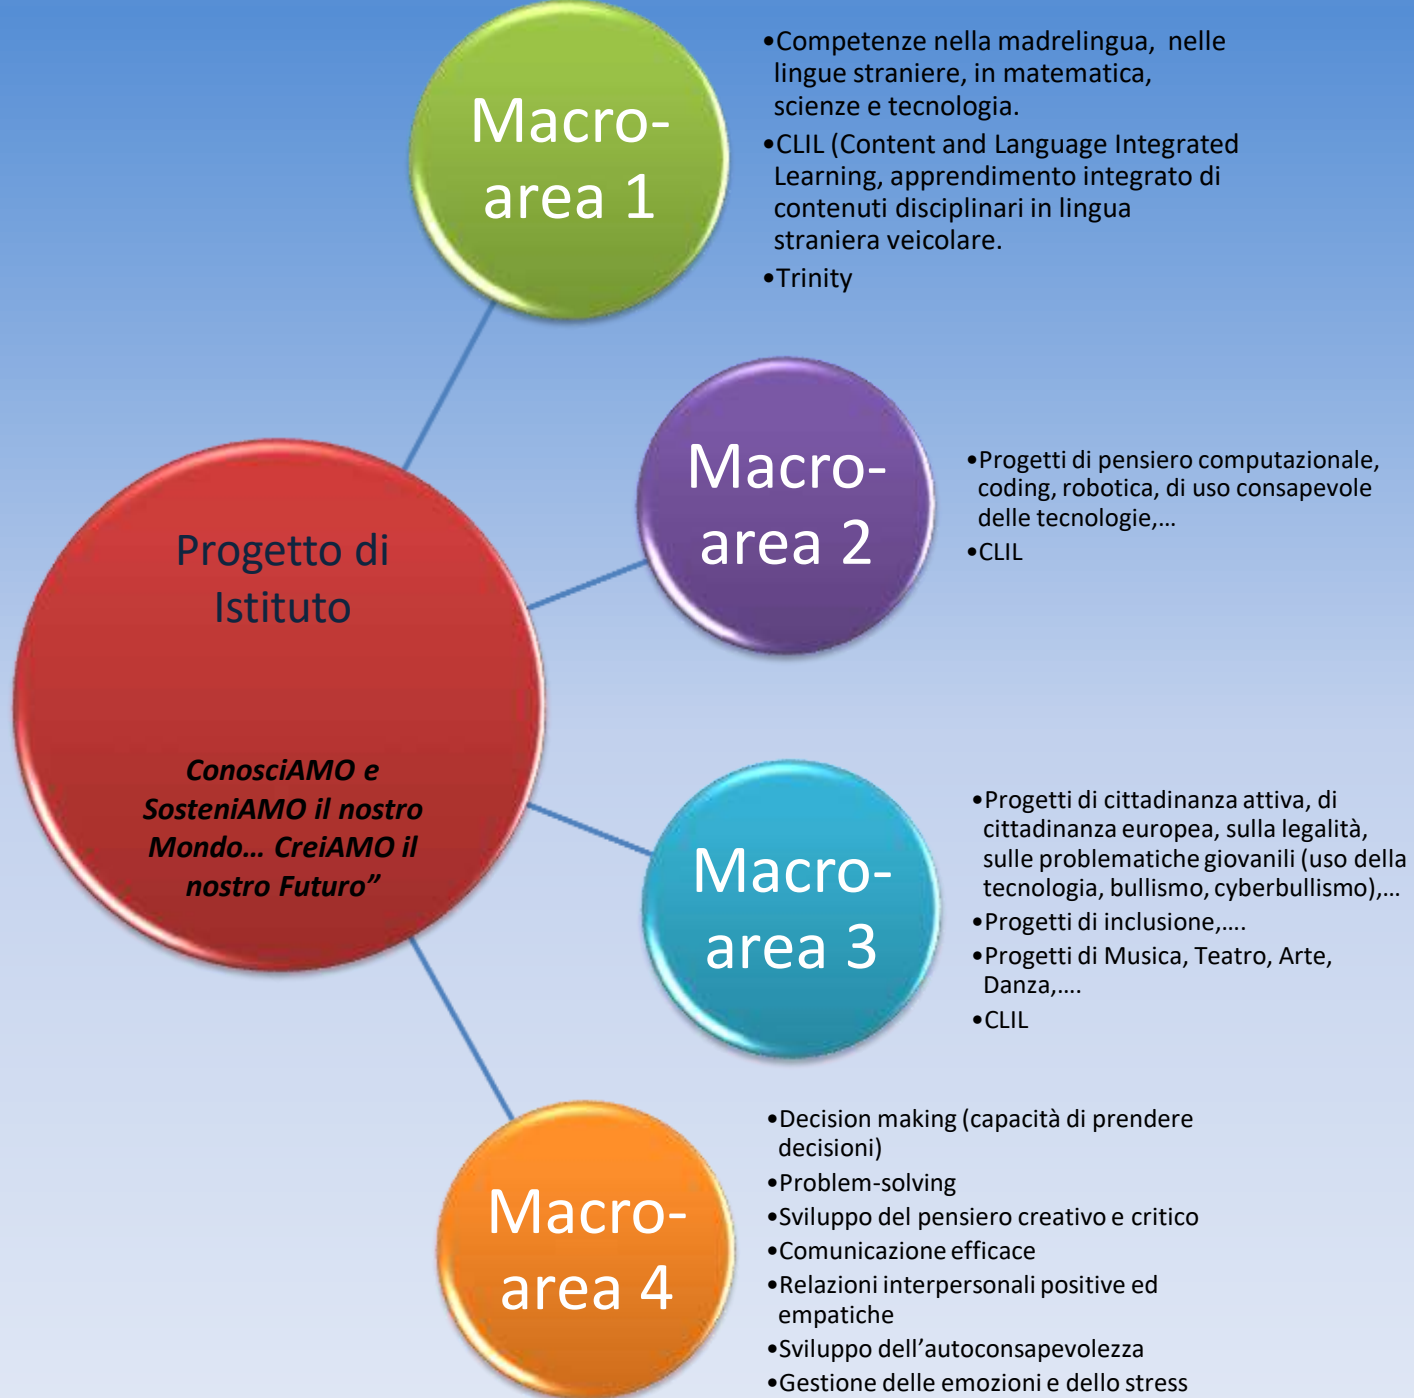 Macro-
area 1
•Competenze nella madrelingua, nelle
lingue straniere, in matematica,
scienze e tecnologia.
•CLIL (Content and Language Integrated
Learning, apprendimento integrato di
contenuti disciplinari in lingua
straniera veicolare.
•Trinity
Macro-
area 2
•Progetti di pensiero computazionale,
coding, robotica, di uso consapevole
delle tecnologie,…
•CLIL
Progetto di
Istituto
ConosciAMO e
SosteniAMO il nostro
Mondo… CreiAMO il
nostro Futuro”
Macro-
area 3
•Progetti di cittadinanza attiva, di
cittadinanza europea, sulla legalità,
sulle problematiche giovanili (uso della
tecnologia, bullismo, cyberbullismo),…
•Progetti di inclusione,….
•Progetti di Musica, Teatro, Arte,
Danza,….
•CLIL
Macro-
area 4
•Decision making (capacità di prendere
decisioni)
•Problem-solving
•Sviluppo del pensiero creativo e critico
•Comunicazione efficace
•Relazioni interpersonali positive ed
empatiche
•Sviluppo dell’autoconsapevolezza
•Gestione delle emozioni e dello stress